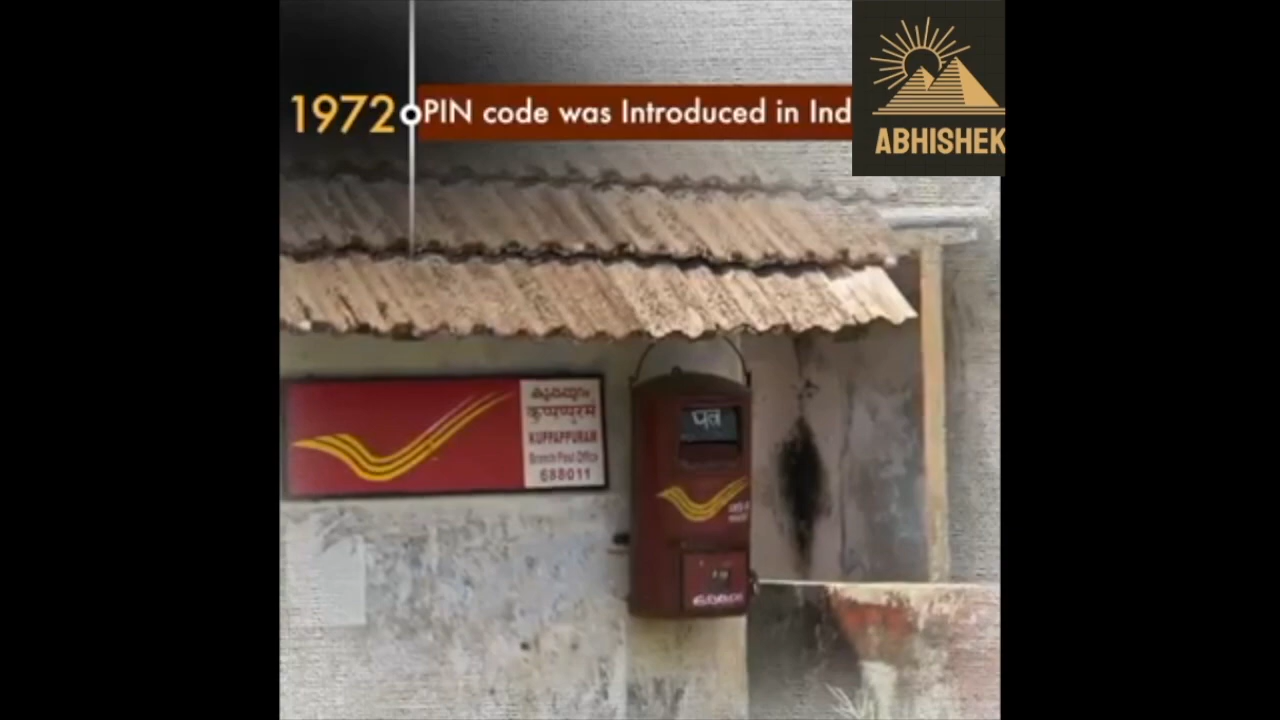 1972
PIN code was Introduced in Ind
ABHISHEK
कुप्पप्पुरम
KUPPAPPURAM
Branch Post Office
688011
पत्र